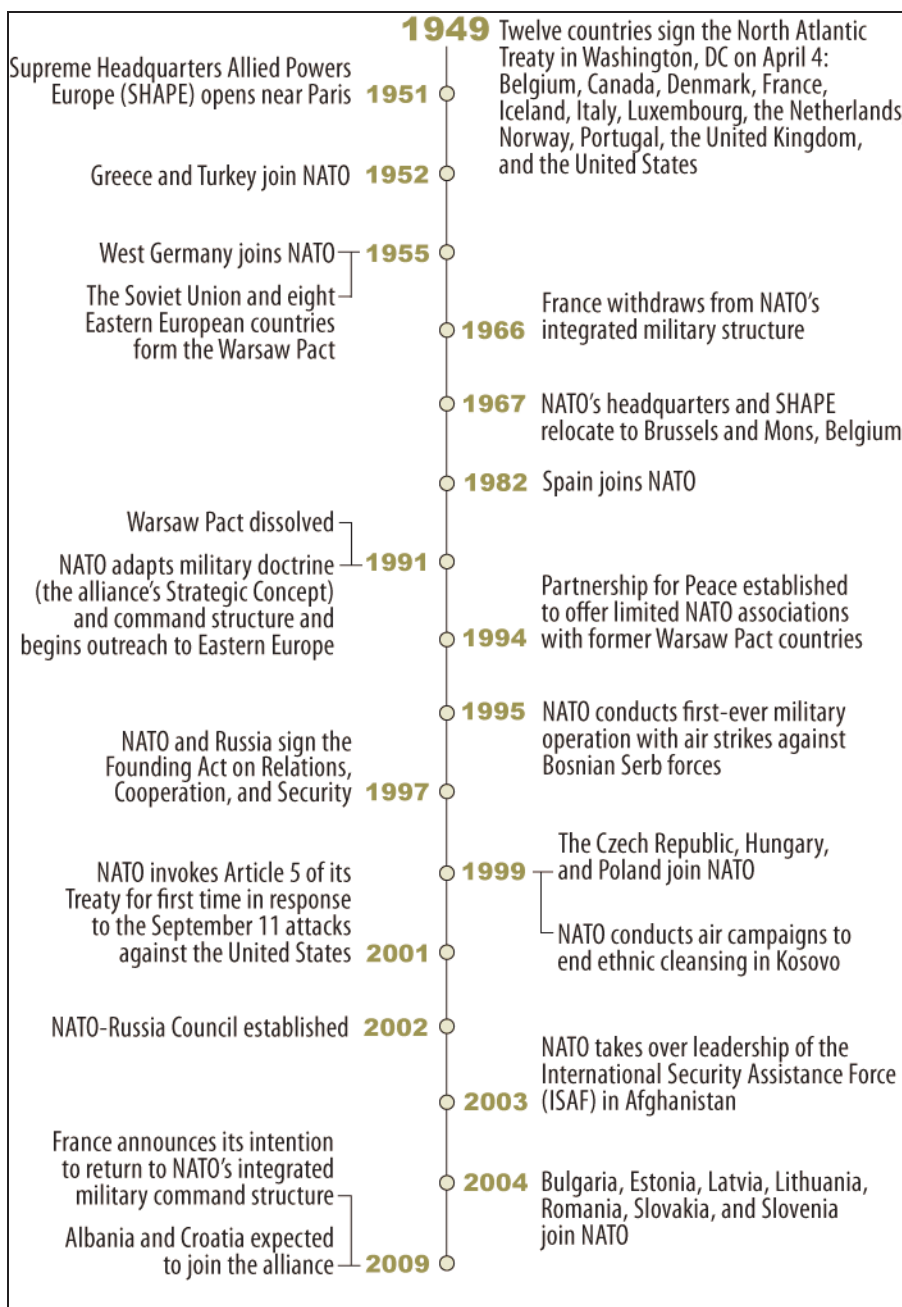 1949 Twelve countries sign the North Atlantic
Treaty in Washington, DC on April 4:
Belgium, Canada, Denmark, France,
Iceland, Italy, Luxembourg, the Netherlands
Norway, Portugal, the United Kingdom,
and the United States
Supreme Headquarters Allied Powers
Europe (SHAPE) opens near Paris 1951
Greece and Turkey join NATO 1952
West Germany joins NATO 1955
The Soviet Union and eight
Eastern European countries
form the Warsaw Pact
1966 France withdraws from NATO's
integrated military structure
1967 NATO's headquarters and SHAPE
relocate to Brussels and Mons, Belgium
1982 Spain joins NATO
Warsaw Pact dissolved
1991
NATO adapts military doctrine
(the alliance's Strategic Concept)
and command structure and
begins outreach to Eastern Europe
Partnership for Peace established
to offer limited NATO associations
1994 with former Warsaw Pact countries
1995 NATO conducts first-ever military
operation with air strikes against
Bosnian Serb forces
NATO and Russia sign the
Founding Act on Relations,
Cooperation, and Security 1997
The Czech Republic, Hungary,
1999 and Poland join NATO
NATO conducts air campaigns to
end ethnic cleansing in Kosovo
NATO invokes Article 5 of its
Treaty for first time in response
to the September 11 attacks
against the United States 2001
NATO-Russia Council established 2002
NATO takes over leadership of the
International Security Assistance Force
2003 (ISAF) in Afghanistan
2004 Bulgaria, Estonia, Latvia, Lithuania,
Romania, Slovakia, and Slovenia
join NATO
France announces its intention
to return to NATO's integrated
military command structure
Albania and Croatia expected
to join the alliance 2009